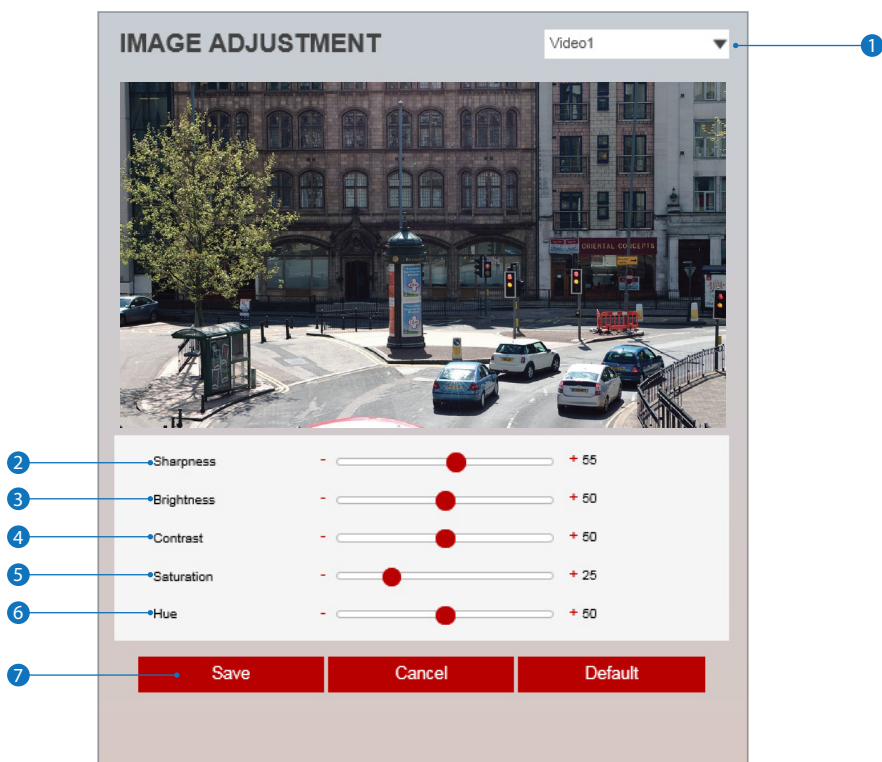 IMAGE ADJUSTMENT
Video1
1
ORIENTAL CONCEPTS
2 Sharpness - + 55
3 Brightness - + 50
4 Contrast - + 50
5 Saturation - + 25
6 Hue - + 50
7 Save Cancel Default